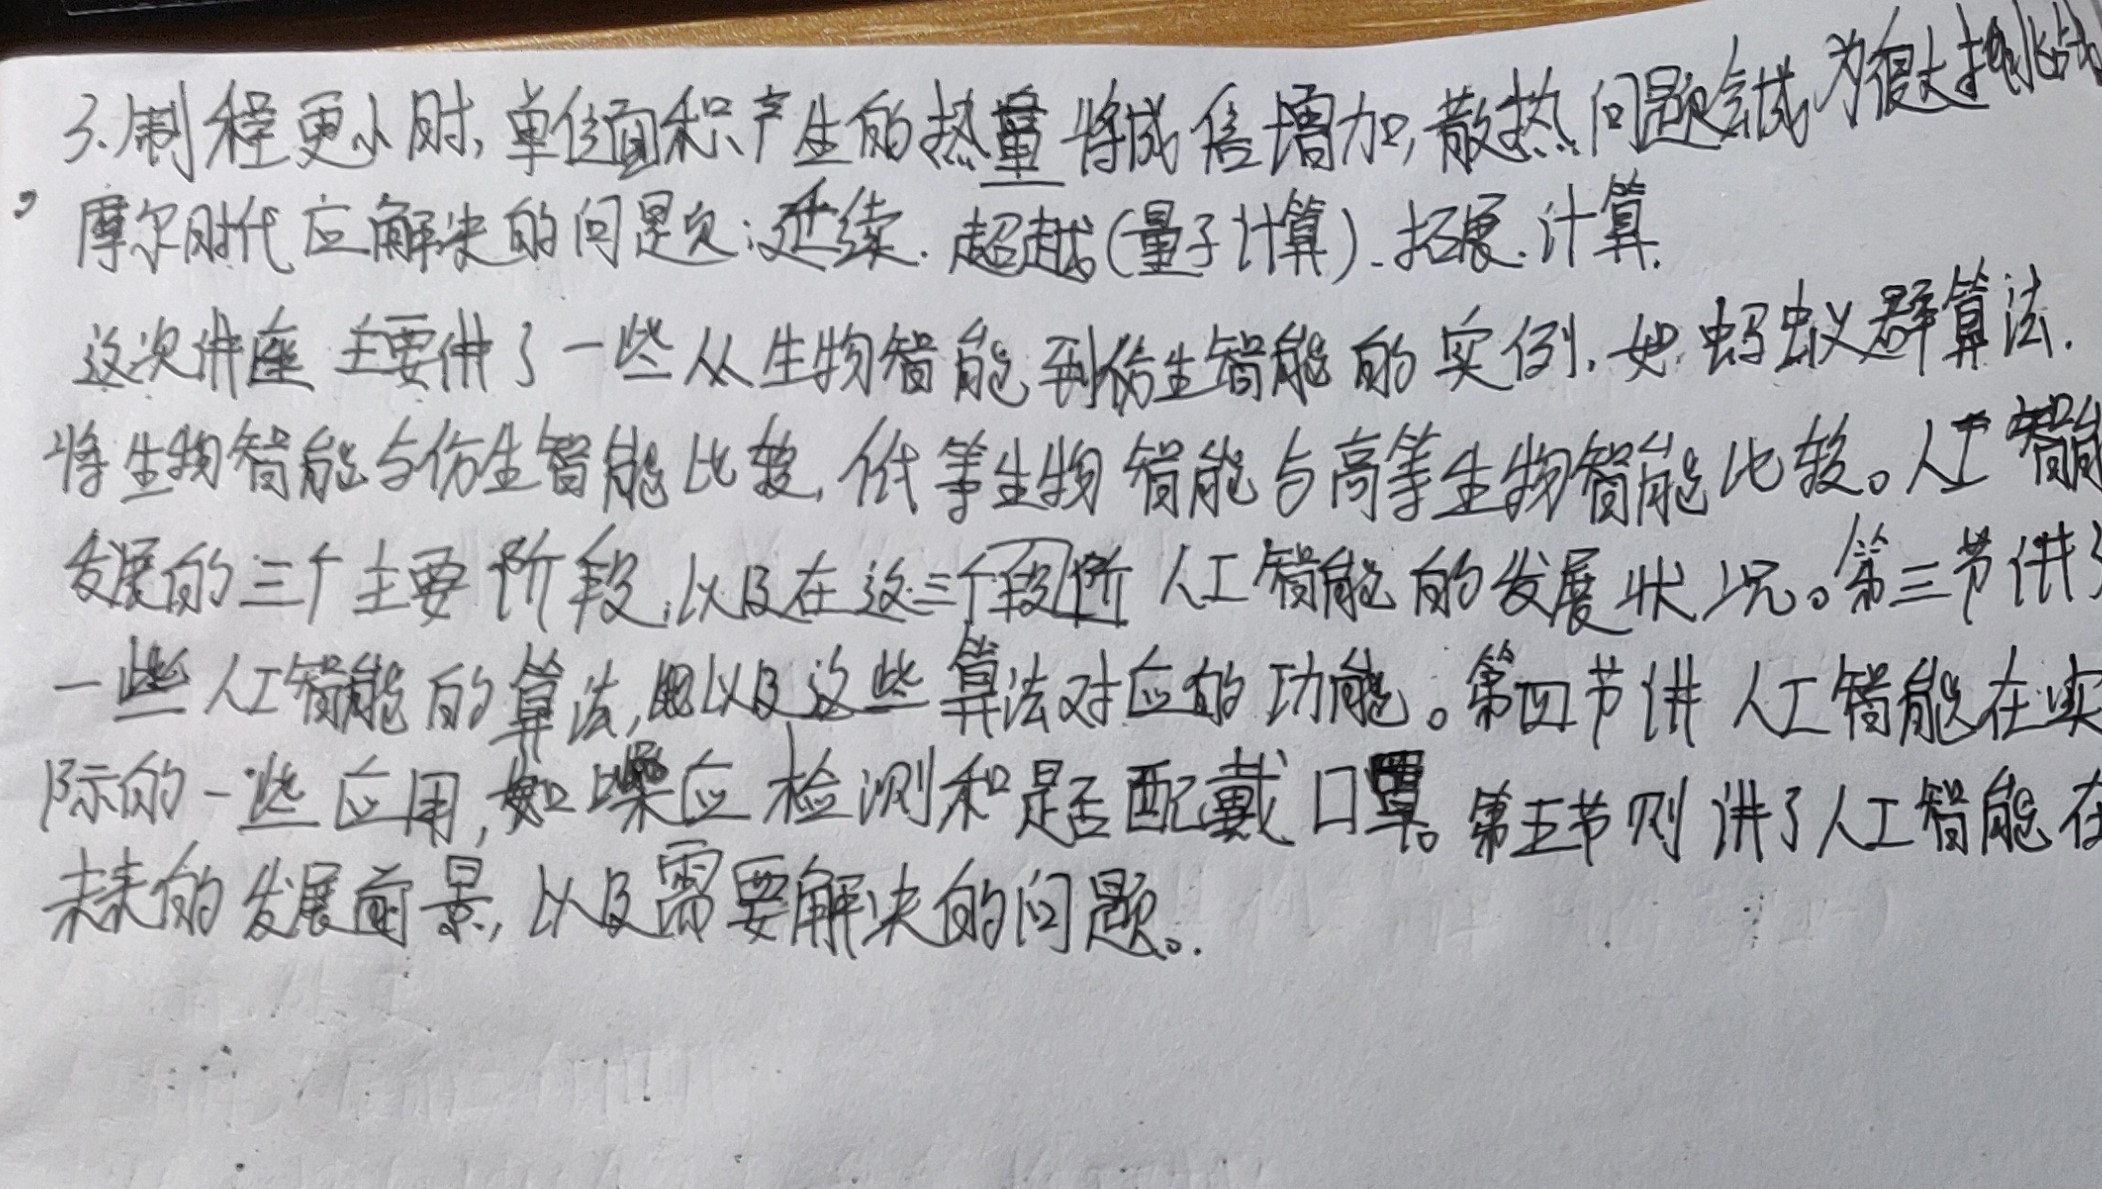 3.制程更小时,单位面积产生的热量将成倍增加,散热问题会成为很大挑战
,摩尔时代应解决的问题:延续.超越(量子计算).拓展.计算.
这次讲座主要讲了一些从生物智能到仿生智能的实例.如蚂蚁群算法.
将生物智能与仿生智能比较,低等生物智能与高等生物智能比较。人工智能
发展的三个主要阶段,以及在这三个段阶人工智能的发展状况。第三节讲了
一些人工智能的算法,以及这些算法对应的功能。第四节讲人工智能在实
际的一些应用,如噪应检测和是否配戴口罩。第五节则讲了人工智能在
未来的发展前景,以及需要解决的问题。.